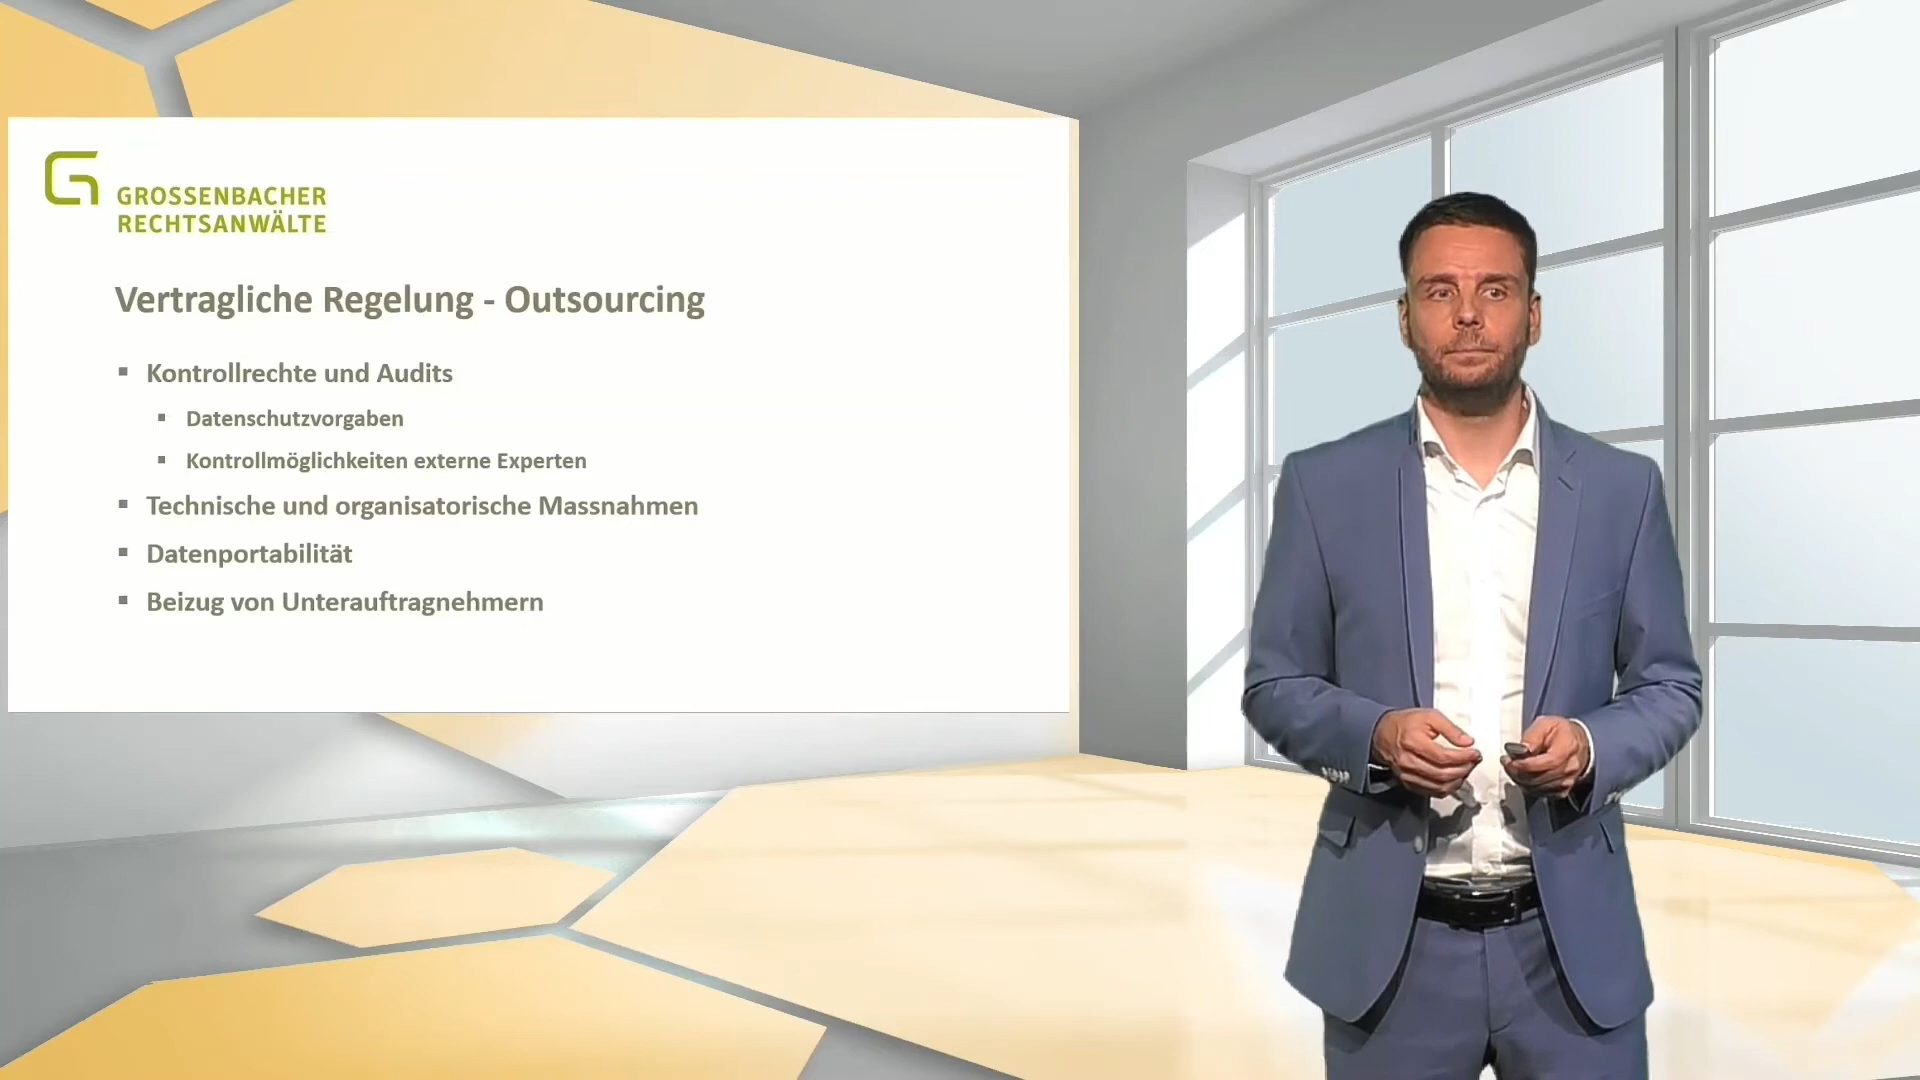 GROSSENBACHER
RECHTSANWÄLTE
Vertragliche Regelung - Outsourcing
▪ Kontrollrechte und Audits
▪ Datenschutzvorgaben
▪ Kontrollmöglichkeiten externe Experten
▪ Technische und organisatorische Massnahmen
▪ Datenportabilität
▪ Beizug von Unterauftragnehmern